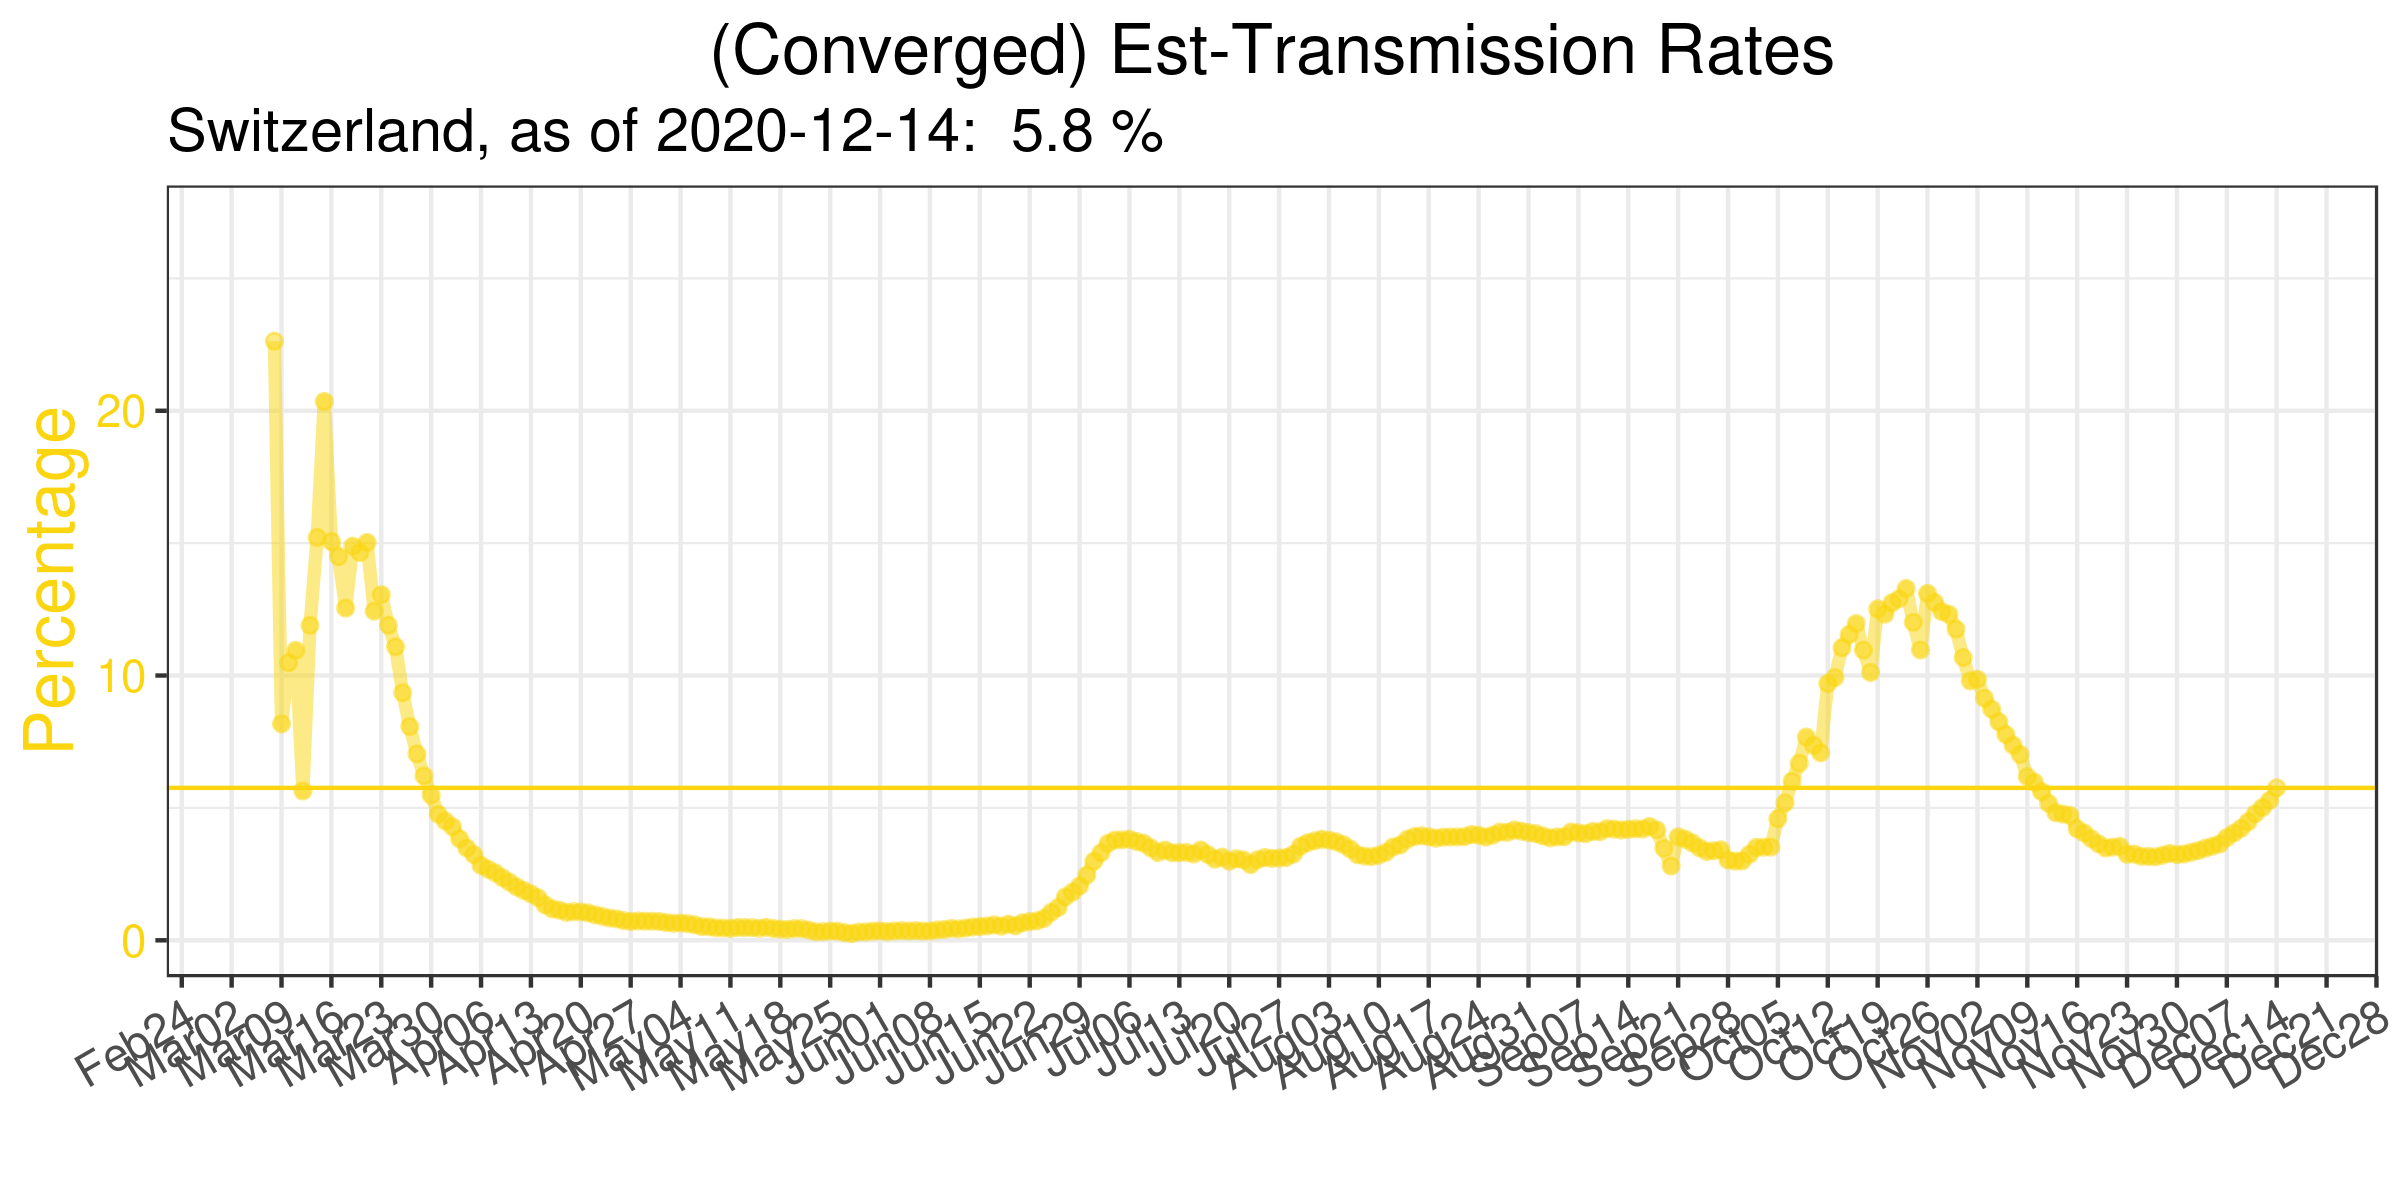 (Converged) Est-Transmission Rates
Switzerland, as of 2020-12-14:  5.8 %
Percentage
20
10
0
Feb24
Mar02
Mar09
Mar16
Mar23
Mar30
Apr06
Apr13
Apr20
Apr27
May04
May11
May18
May25
Jun01
Jun08
Jun15
Jun22
Jun29
Jul06
Jul13
Jul20
Jul27
Aug03
Aug10
Aug17
Aug24
Aug31
Sep07
Sep14
Sep21
Sep28
Oct05
Oct12
Oct19
Oct26
Nov02
Nov09
Nov16
Nov23
Nov30
Dec07
Dec14
Dec21
Dec28